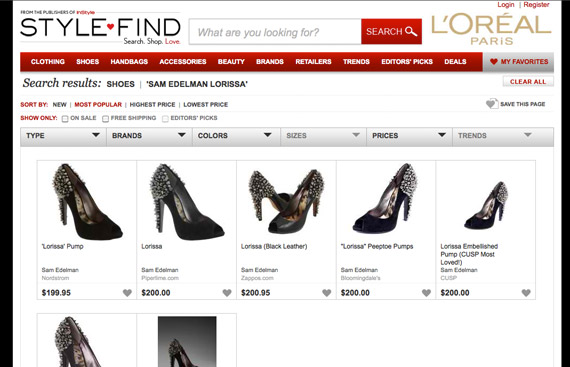 Login | Register
FROM THE PUBLISHERS OF InStyle
STYLE FIND
Search. Shop. Love.
What are you looking for?
SEARCH
L'ORÉAL
PARIS
CLOTHING SHOES HANDBAGS ACCESSORIES BEAUTY BRANDS RETAILERS TRENDS EDITORS' PICKS DEALS MY FAVORITES
Search results: SHOES | 'SAM EDELMAN LORISSA'
CLEAR ALL
SORT BY: NEW | MOST POPULAR | HIGHEST PRICE | LOWEST PRICE
SAVE THIS PAGE
SHOW ONLY: ON SALE FREE SHIPPING EDITORS' PICKS
TYPE BRANDS COLORS SIZES PRICES TRENDS
'Lorissa' Pump
Sam Edelman
Nordstrom
$199.95
Lorissa
Sam Edelman
Piperlime.com
$200.00
Lorissa (Black Leather)
Sam Edelman
Zappos.com
$200.95
"Lorissa" Peeptoe Pumps
Sam Edelman
Bloomingdale's
$200.00
Lorissa Embellished
Pump (CUSP Most
Loved!)
Sam Edelman
CUSP
$200.00